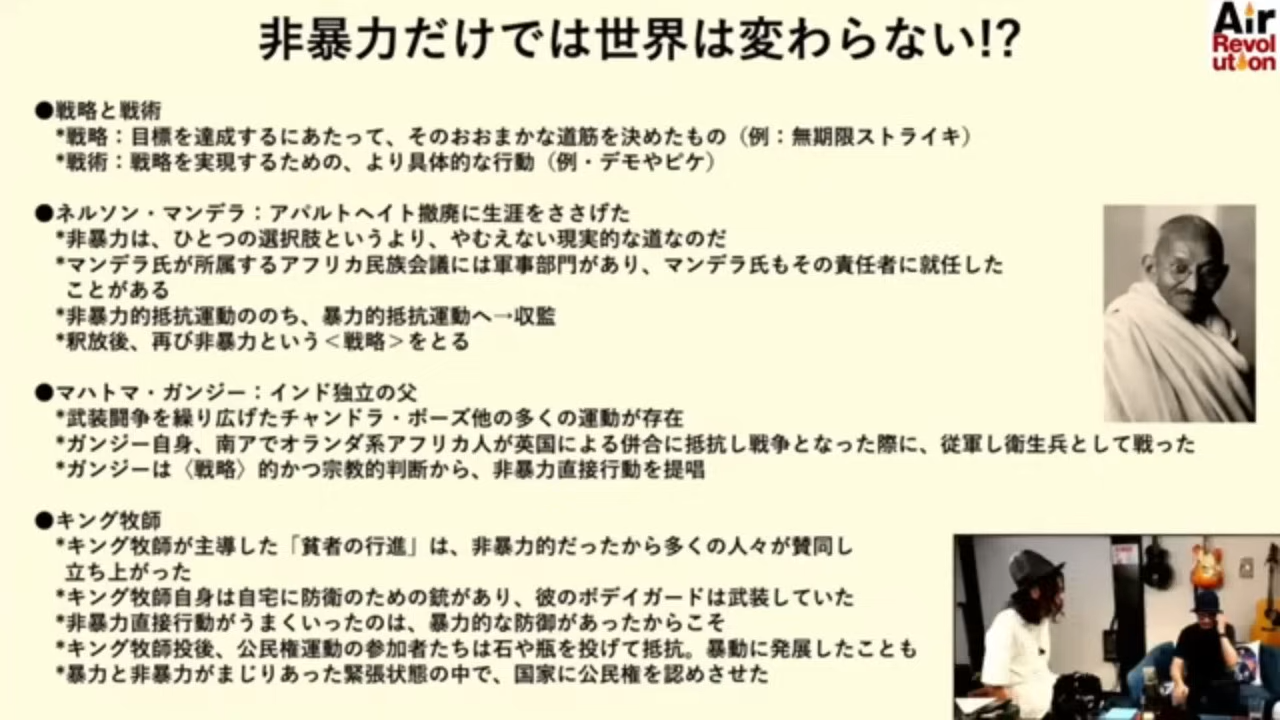 非暴力だけでは世界は変わらない!?
Air
Revol
ution
●戦略と戦術
*戦略：目標を達成するにあたって、そのおおまかな道筋を決めたもの（例：無期限ストライキ）
*戦術：戦略を実現するための、より具体的な行動（例・デモやピケ）
●ネルソン・マンデラ：アパルトヘイト撤廃に生涯をささげた
*非暴力は、ひとつの選択肢というより、やむえない現実的な道なのだ
*マンデラ氏が所属するアフリカ民族会議には軍事部門があり、マンデラ氏もその責任者に就任した
ことがある
*非暴力的抵抗運動ののち、暴力的抵抗運動へ→収監
*釈放後、再び非暴力という＜戦略＞をとる
●マハトマ・ガンジー：インド独立の父
*武装闘争を繰り広げたチャンドラ・ボーズ他の多くの運動が存在
*ガンジー自身、南アでオランダ系アフリカ人が英国による併合に抵抗し戦争となった際に、従軍し衛生兵として戦った
*ガンジーは〈戦略〉的かつ宗教的判断から、非暴力直接行動を提唱
●キング牧師
*キング牧師が主導した「貧者の行進」は、非暴力的だったから多くの人々が賛同し
立ち上がった
*キング牧師自身は自宅に防衛のための銃があり、彼のボデイガードは武装していた
*非暴力直接行動がうまくいったのは、暴力的な防御があったからこそ
*キング牧師投後、公民権運動の参加者たちは石や瓶を投げて抵抗。暴動に発展したことも
*暴力と非暴力がまじりあった緊張状態の中で、国家に公民権を認めさせた